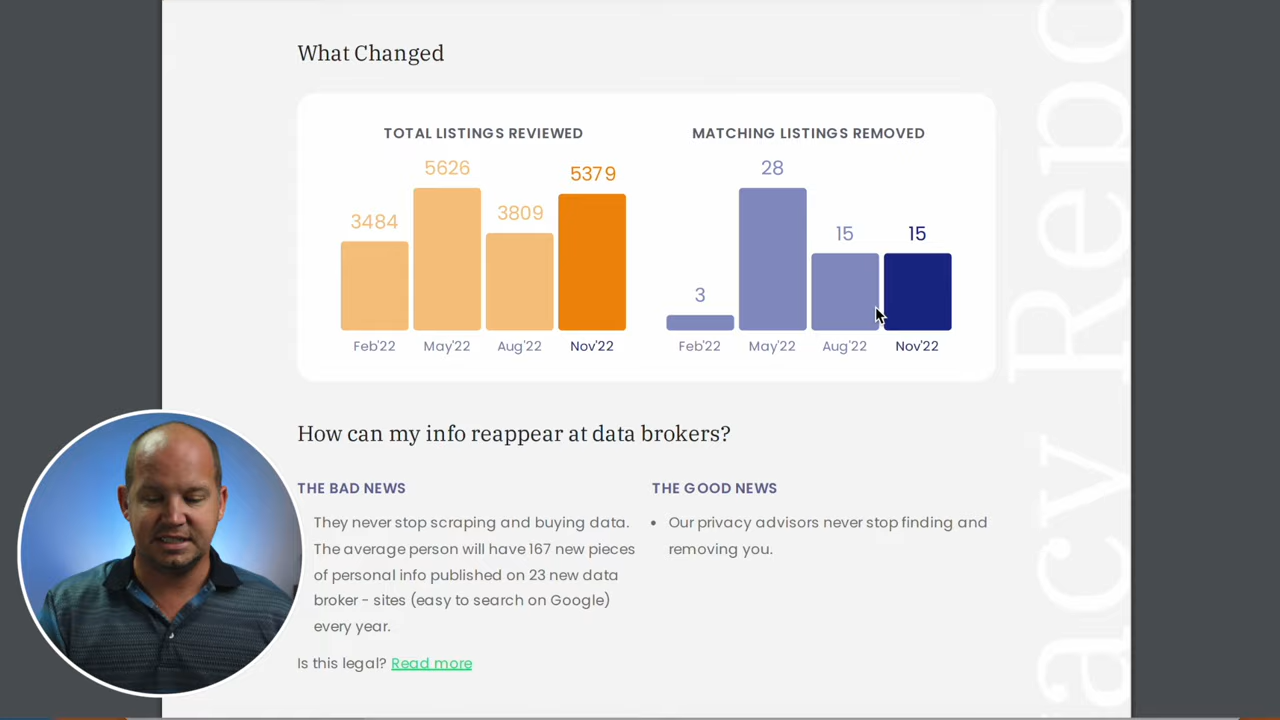 What Changed
TOTAL LISTINGS REVIEWED
3484
5626
3809
5379
Feb'22
May'22
Aug'22
Nov'22
MATCHING LISTINGS REMOVED
3
28
15
15
Feb'22
May'22
Aug'22
Nov'22
How can my info reappear at data brokers?
THE BAD NEWS
They never stop scraping and buying data.
The average person will have 167 new pieces
of personal info published on 23 new data
broker - sites (easy to search on Google)
every year.
Is this legal? Read more
THE GOOD NEWS
• Our privacy advisors never stop finding and
removing you.
acy Repo